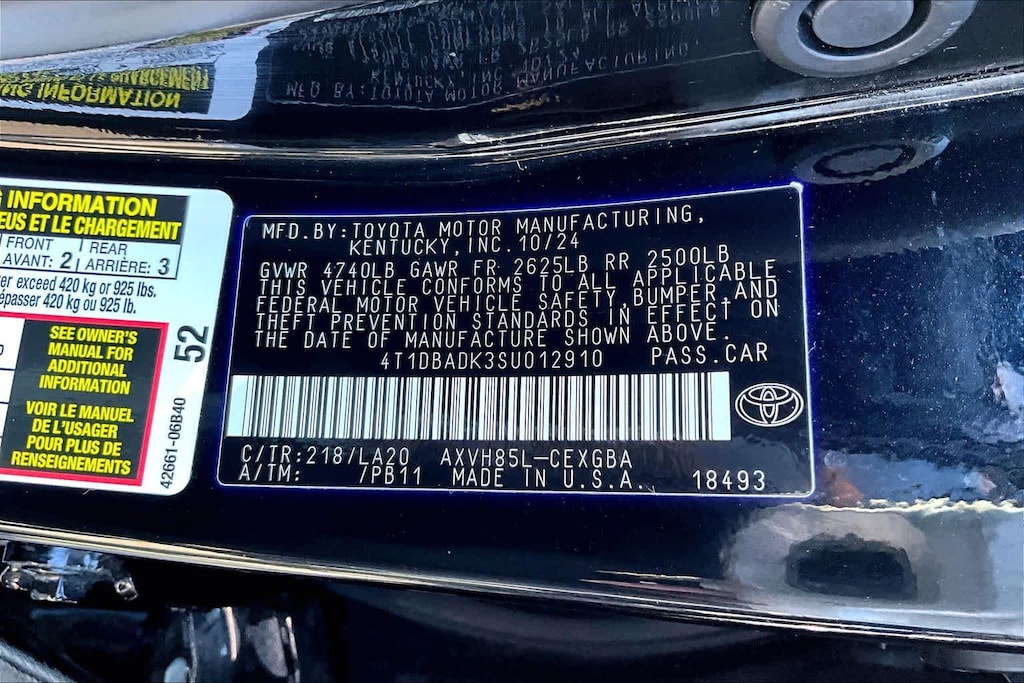 G INFORMATION
EUS ET LE CHARGEMENT
FRONT REAR
AVANT: 2 ARRIÈRE: 3
er exceed 420 kg or 925 lbs.
épasser 420 kg ou 925 lb.
SEE OWNER'S
MANUAL FOR
ADDITIONAL
INFORMATION
VOIR LE MANUEL
DE L'USAGER
POUR PLUS DE
RENSEIGNEMENTS
52
42661-06B40
MFD.BY:TOYOTA MOTOR MANUFACTURING,
KENTUCKY,INC.10/24
GVWR 4740LB GAWR FR 2625LB RR 2500LB
THIS VEHICLE CONFORMS TO ALL APPLICABLE
FEDERAL MOTOR VEHICLE SAFETY,BUMPER,AND
THEFT PREVENTION STANDARDS IN EFFECT ON
THE DATE OF MANUFACTURE SHOWN ABOVE.
4T1DBADK3SU012910 PASS.CAR
C/TR:218/LA20 AXVH85L-CEXGBA
A/TM: 7PB11 MADE IN U.S.A. 18493